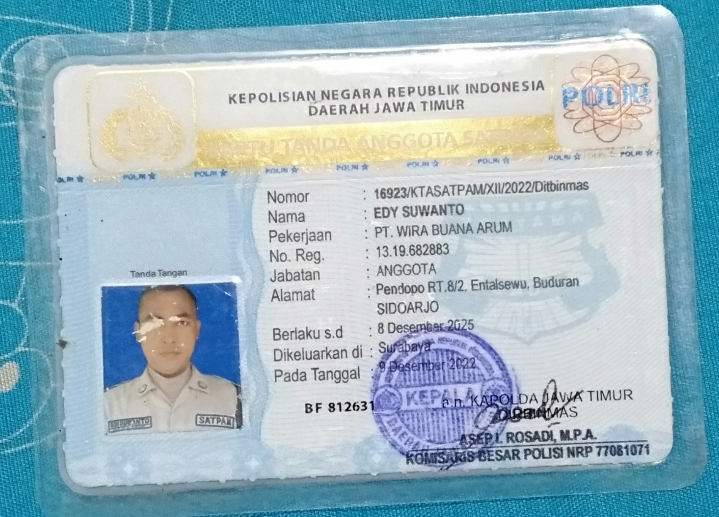 KEPOLISIAN NEGARA REPUBLIK INDONESIA
DAERAH JAWA TIMUR
POLRI
KARTU TANDA ANGGOTA SATPAM
POLRI POLRI POLRI POLRI POLRI POLRI POLRI POLRI POLRI
Nomor : 16923/KTASATPAM/XII/2022/Ditbinmas
Nama : EDY SUWANTO
Pekerjaan : PT. WIRA BUANA ARUM
No. Reg. : 13.19.682883
Jabatan : ANGGOTA
Alamat : Pendopo RT.8/2, Entalsewu, Buduran
SIDOARJO
Berlaku s.d : 8 Desember 2025
Dikeluarkan di : Surabaya
Pada Tanggal : 9 Desember 2022
Tanda Tangan
SATPAM
BF 812631
KEPALA
a.n. KAPOLDA JAWA TIMUR
DIRBINMAS
ASEP I. ROSADI, M.P.A.
KOMISARIS BESAR POLISI NRP 77081071